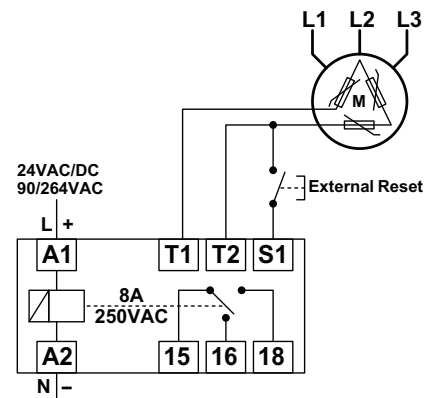 L1 L2 L3
M
24VAC/DC
90/264VAC
External Reset
L +
A1 T1 T2 S1
8A
250VAC
A2 15 16 18
N –